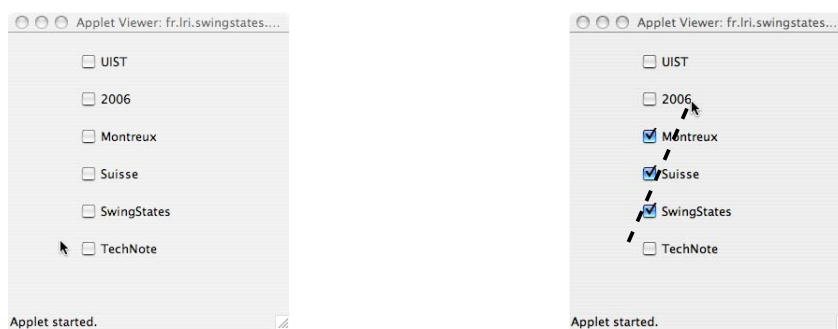 Applet Viewer: fr.lri.swingstates....
UIST
2006
Montreux
Suisse
SwingStates
TechNote
Applet started.
Applet Viewer: fr.lri.swingstates...
UIST
2006
Montreux
Suisse
SwingStates
TechNote
Applet started.